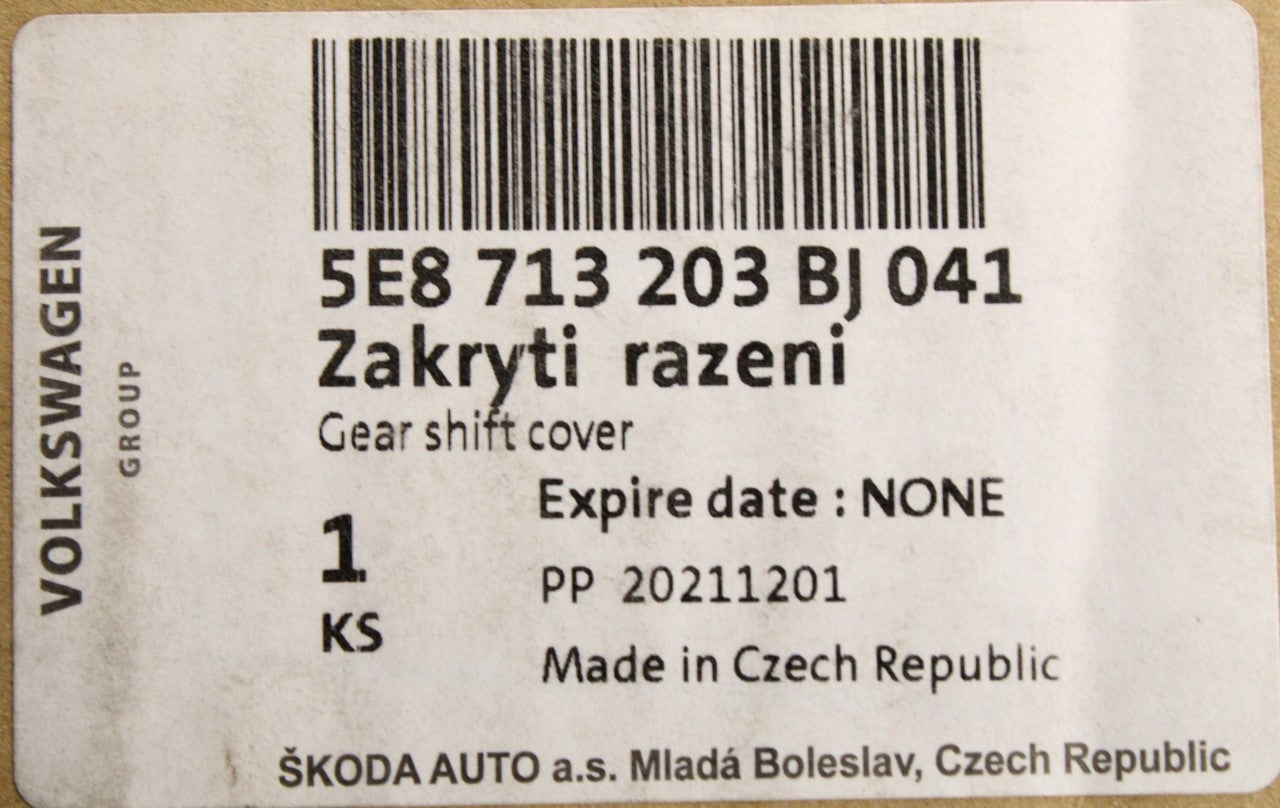 VOLKSWAGEN
GROUP
5E8 713 203 BJ 041
Zakryti razeni
Gear shift cover
Expire date : NONE
1
KS
PP 20211201
Made in Czech Republic
ŠKODA AUTO a.s. Mladá Boleslav, Czech Republic